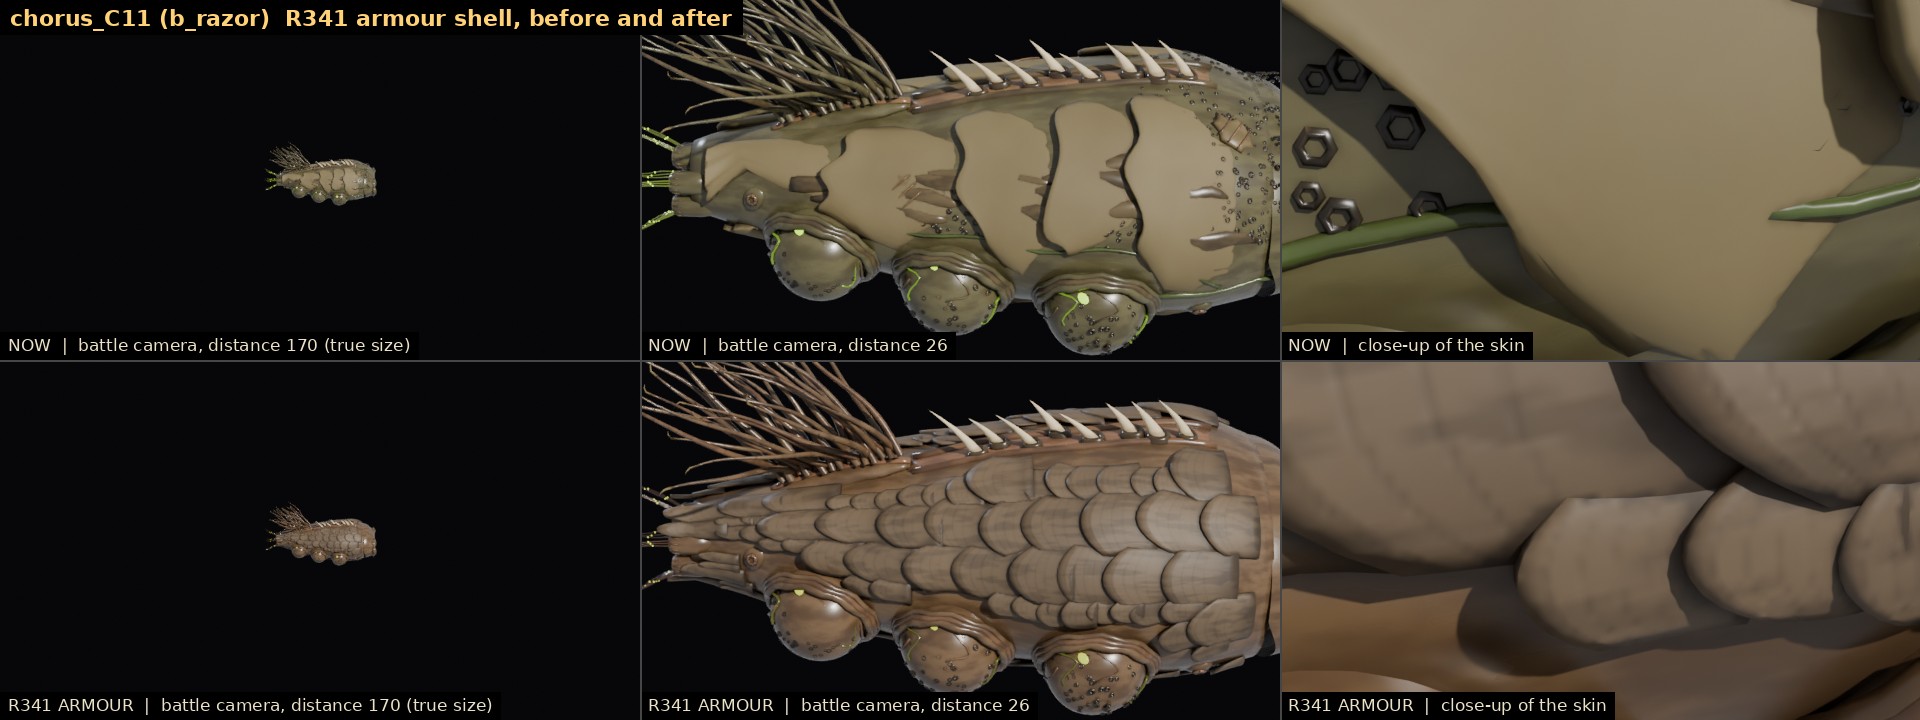 chorus_C11 (b_razor)  R341 armour shell, before and after
NOW  |  battle camera, distance 170 (true size)
NOW  |  battle camera, distance 26
NOW  |  close-up of the skin
R341 ARMOUR  |  battle camera, distance 170 (true size)
R341 ARMOUR  |  battle camera, distance 26
R341 ARMOUR  |  close-up of the skin